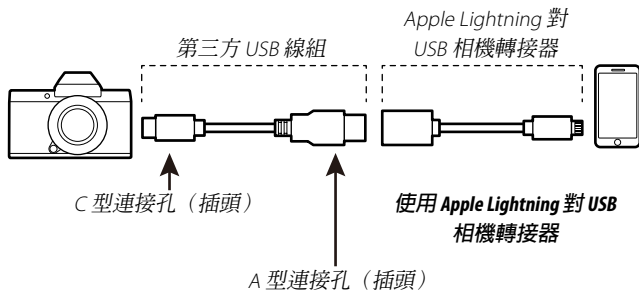 Apple Lightning 對
第三方 USB 線組
USB 相機轉接器
C 型連接孔（插頭）
使用 Apple Lightning 對 USB
相機轉接器
A 型連接孔（插頭）